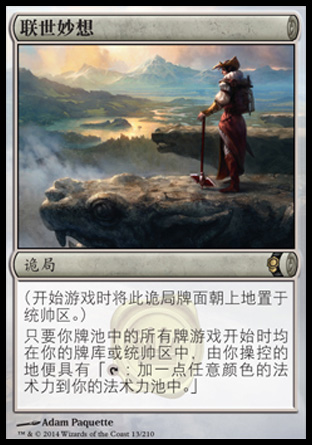 联世妙想
诡局
（开始游戏时将此诡局牌面朝上地置于
统帅区。）
只要你牌池中的所有牌游戏开始时均
在你的牌库或统帅区中，由你操控的
地便具有「：加一点任意颜色的法
术力到你的法术力池中。」
Adam Paquette
™ & © 2014 Wizards of the Coast 13/210